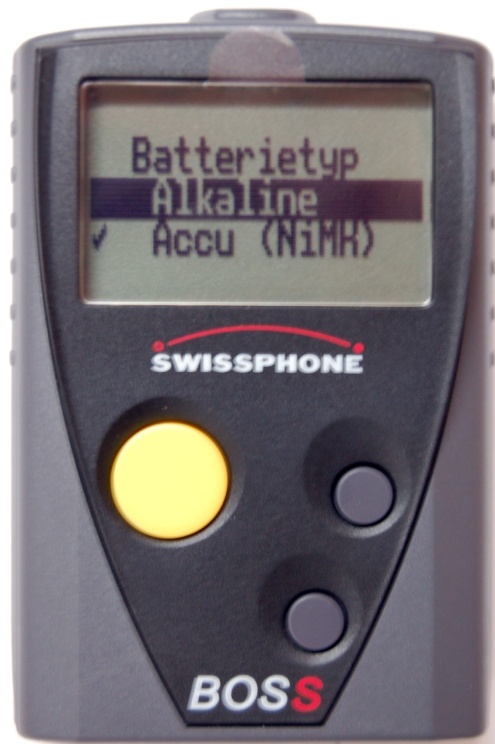 Batterietyp
Alkaline
✓ Accu (NiMH)
SWISSPHONE
BOSS